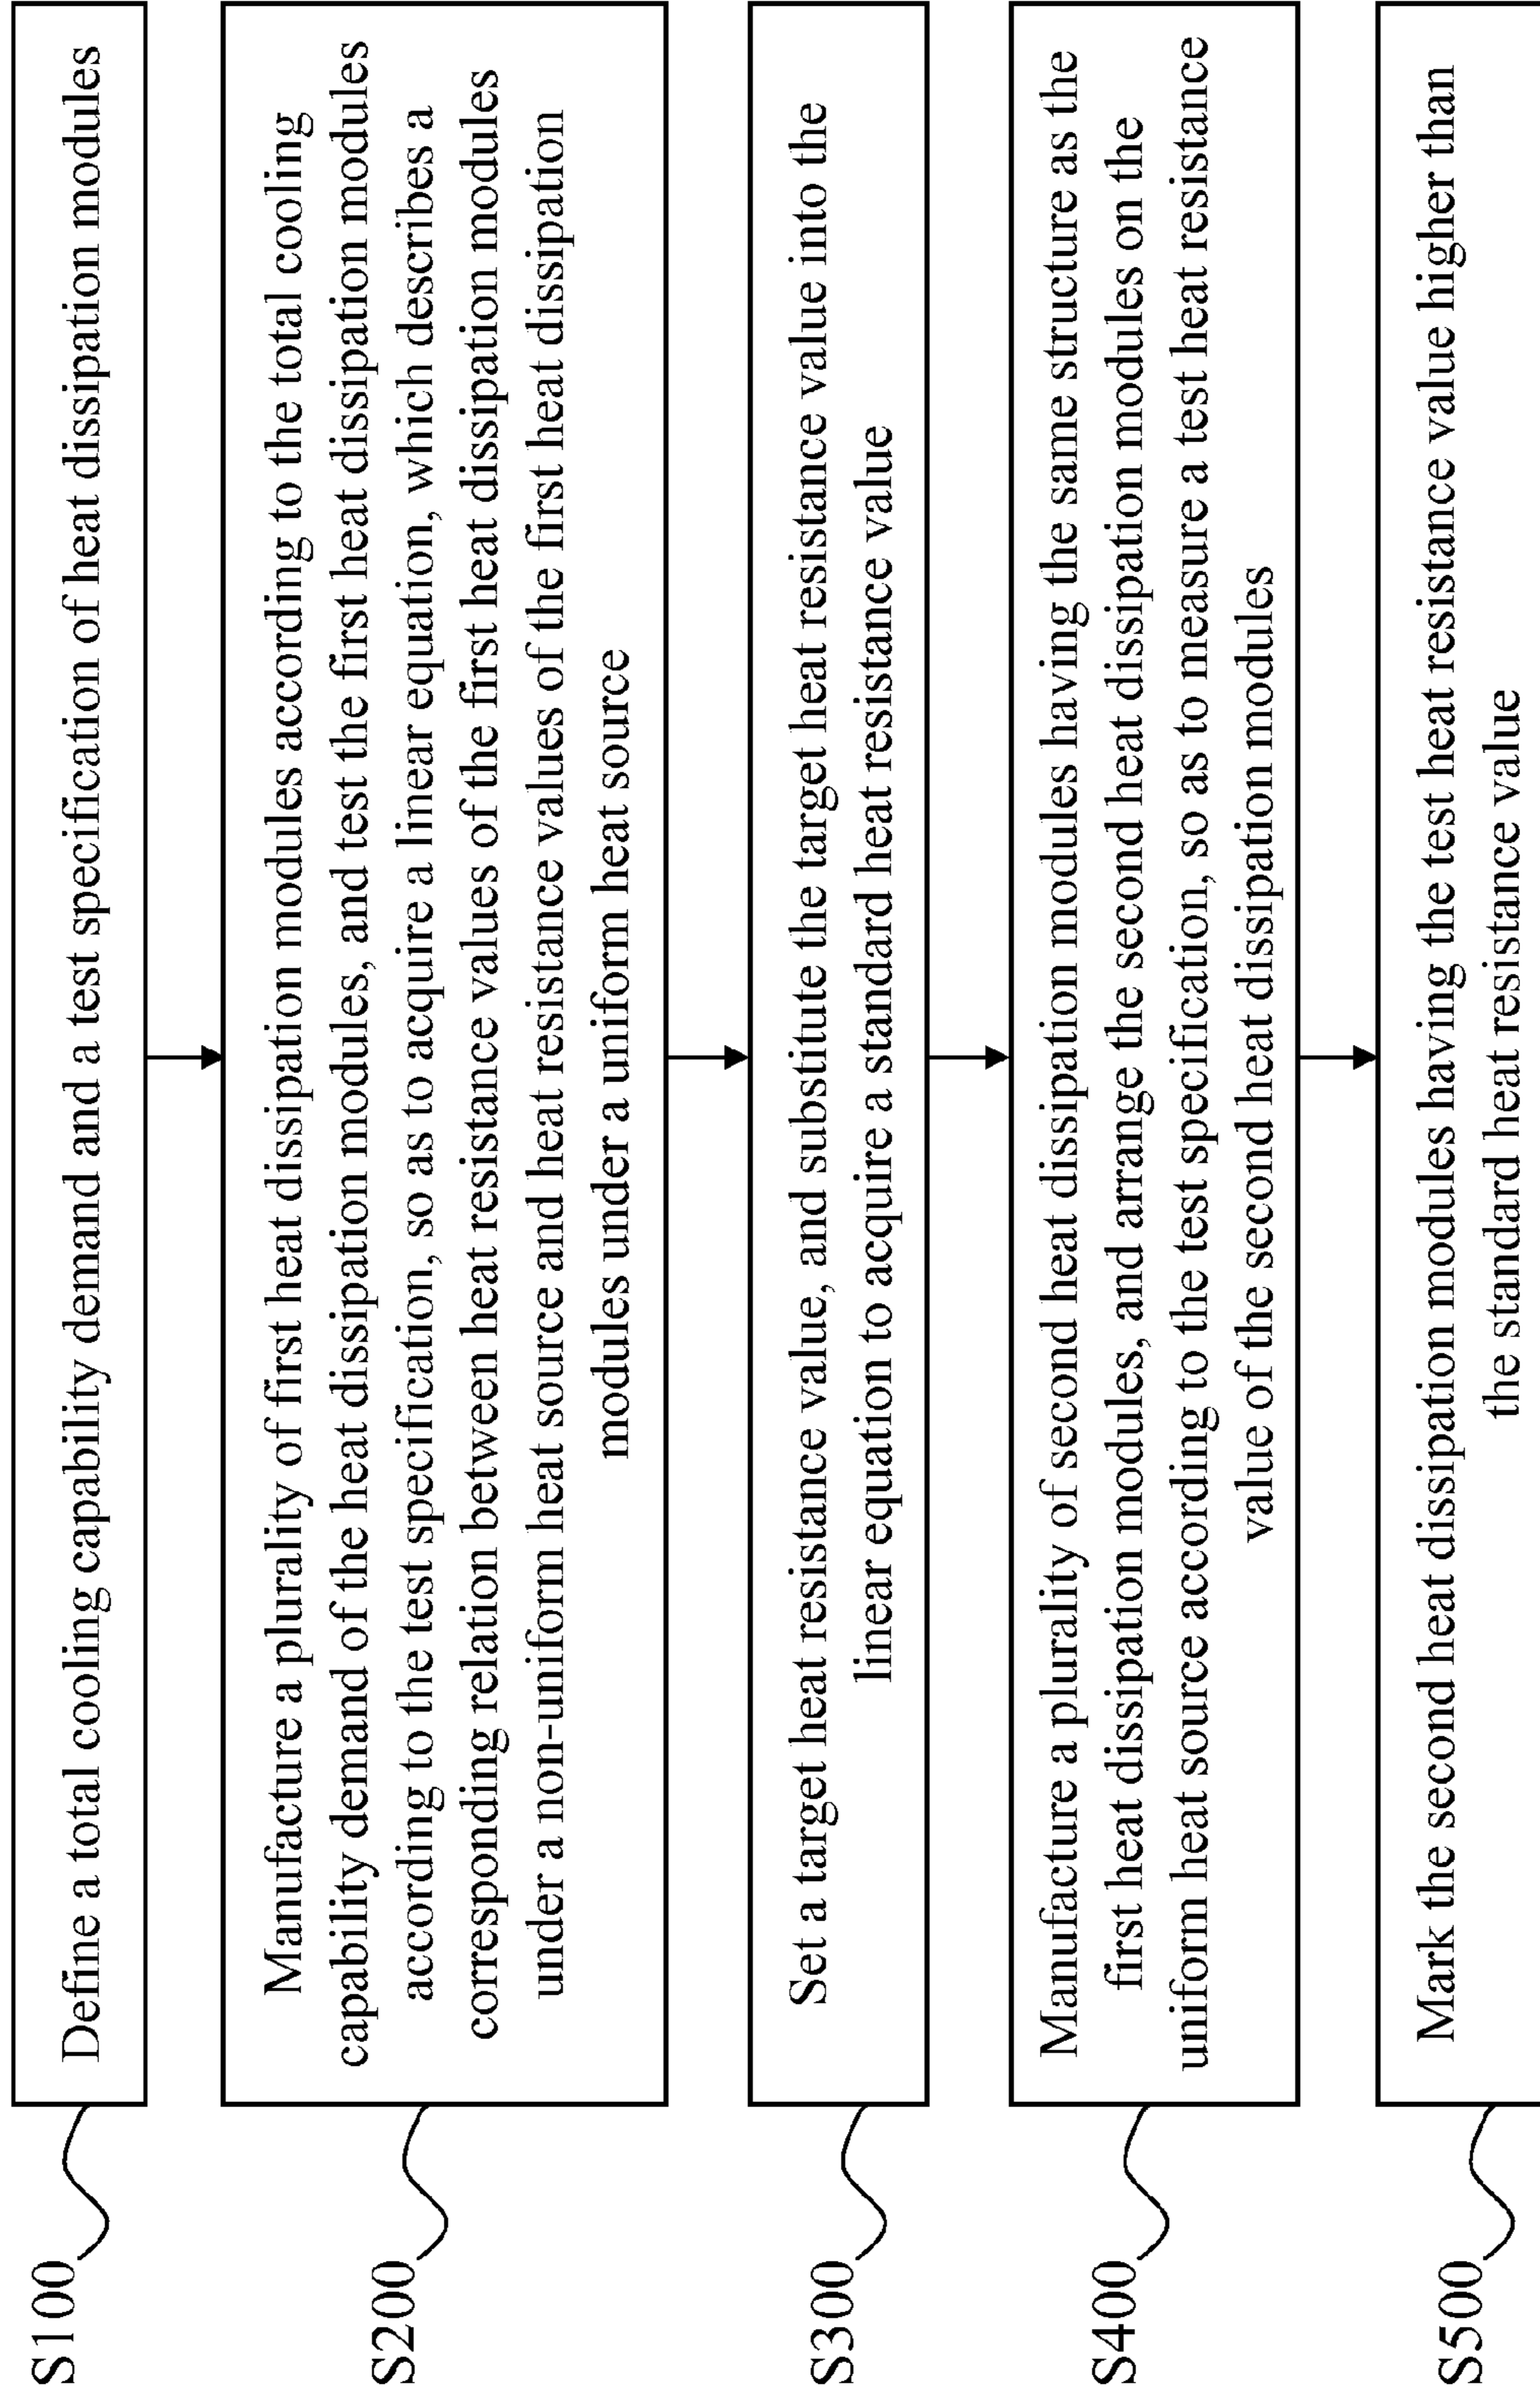 S100
Define a total cooling capability demand and a test specification of heat dissipation modules
S200
Manufacture a plurality of first heat dissipation modules according to the total cooling
capability demand of the heat dissipation modules, and test the first heat dissipation modules
according to the test specification, so as to acquire a linear equation, which describes a
corresponding relation between heat resistance values of the first heat dissipation modules
under a non-uniform heat source and heat resistance values of the first heat dissipation
modules under a uniform heat source
S300
Set a target heat resistance value, and substitute the target heat resistance value into the
linear equation to acquire a standard heat resistance value
S400
Manufacture a plurality of second heat dissipation modules having the same structure as the
first heat dissipation modules, and arrange the second heat dissipation modules on the
uniform heat source according to the test specification, so as to measure a test heat resistance
value of the second heat dissipation modules
S500
Mark the second heat dissipation modules having the test heat resistance value higher than
the standard heat resistance value